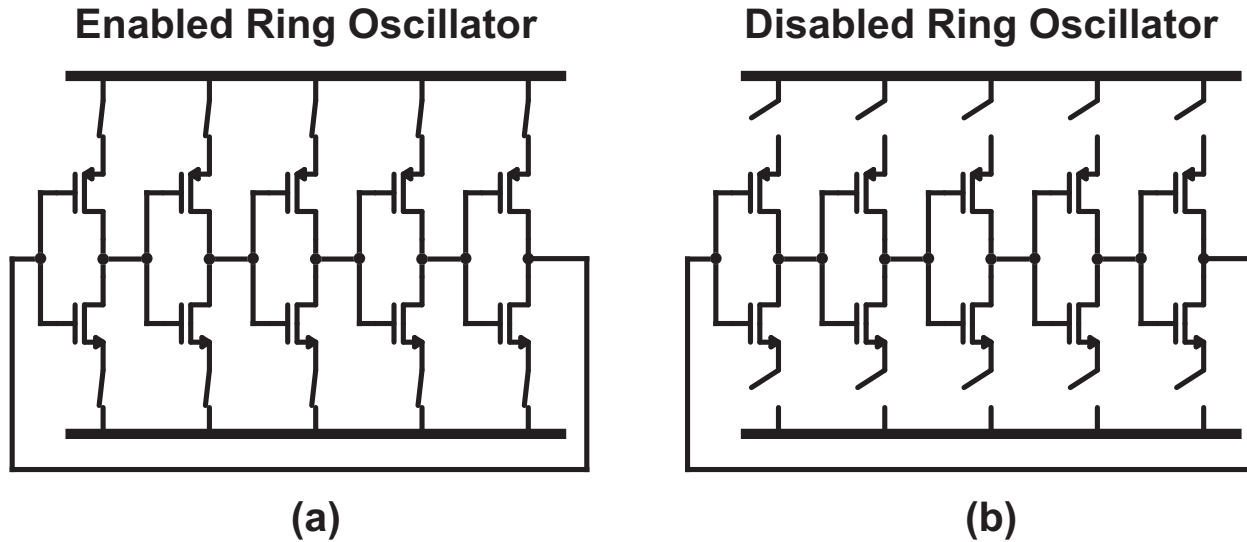 Enabled Ring Oscillator
Disabled Ring Oscillator
(a)
(b)